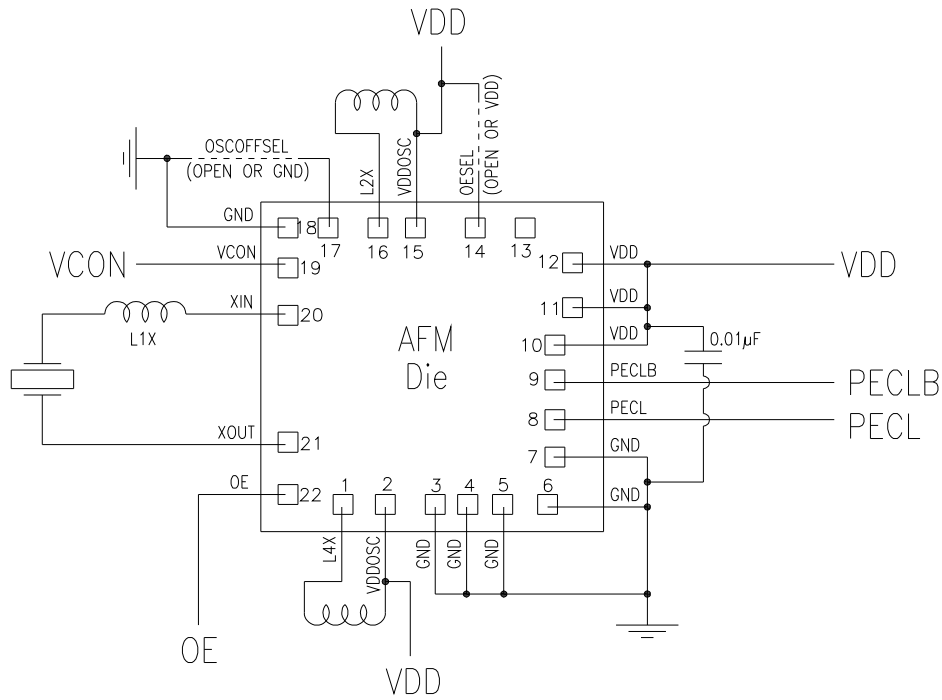 VDD
OSCOFFSEL
(OPEN OR GND)
L2X
VDDOSC
OESEL
(OPEN OR VDD)
GND
18
17
16
15
14
13
VCON
VCON
19
12
VDD
VDD
XIN
20
11
VDD
L1X
AFM
Die
10
VDD
0.01µF
9
PECLB
PECLB
8
PECL
PECL
XOUT
21
7
GND
OE
22
1
2
3
4
5
6
GND
L4X
VDDOSC
GND
GND
GND
OE
VDD